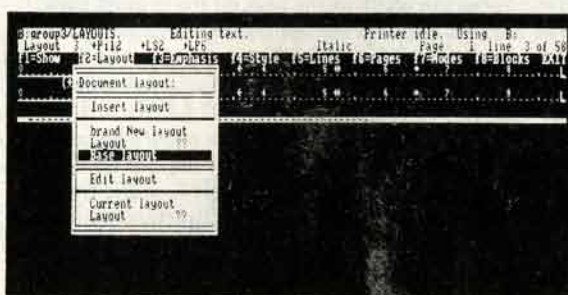 B:group3/LAYOUTS. Editing text. Printer idle. Using B:
Layout 3 +Pi12 +LS2 +LP6 Italic Page 1 line 3 of 58
f1=Show f2=Layout f3=Emphasis f4=Style f5=Lines f6=Pages f7=Modes f8=Blocks EXIT
Document layout:
Insert layout
brand New layout
Layout ??
Base layout
Edit layout
Current layout
Layout ??